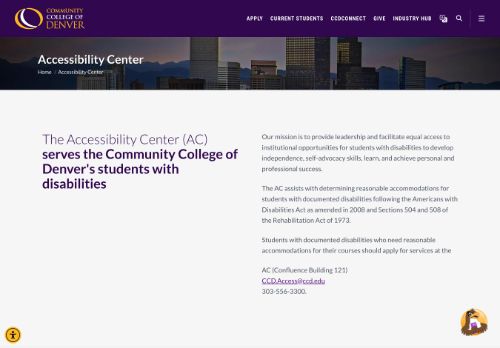 COMMUNITY
COLLEGE OF
DENVER
APPLY CURRENT STUDENTS CCDCONNECT GIVE INDUSTRY HUB
Accessibility Center
Home / Accessibility Center
The Accessibility Center (AC)
serves the Community College of
Denver's students with
disabilities
Our mission is to provide leadership and facilitate equal access to
institutional opportunities for students with disabilities to develop
independence, self-advocacy skills, learn, and achieve personal and
professional success.
The AC assists with determining reasonable accommodations for
students with documented disabilities following the Americans with
Disabilities Act as amended in 2008 and Sections 504 and 508 of
the Rehabilitation Act of 1973.
Students with documented disabilities who need reasonable
accommodations for their courses should apply for services at the
AC (Confluence Building 121)
CCD.Access@ccd.edu
303-556-3300.